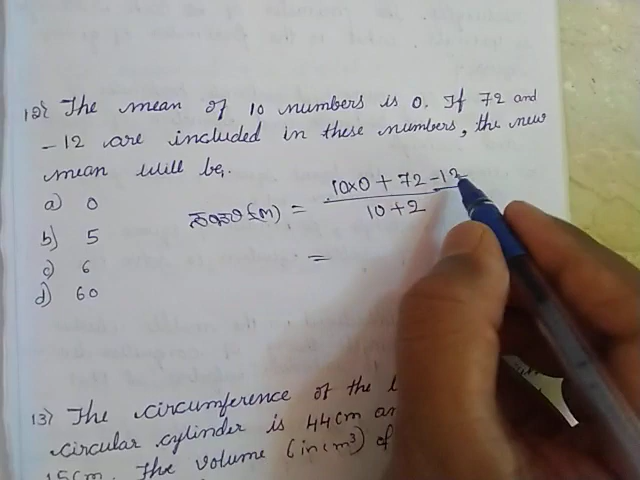 12) The mean of 10 numbers is 0. If 72 and
-12 are included in these numbers, the new
mean will be.
a) 0
b) 5
c) 6
d) 60
(m) = 10×0 + 72 -12
10+2
=
13) The circumference of the
circular cylinder is 44cm
15cm. The volume (in cm³) of